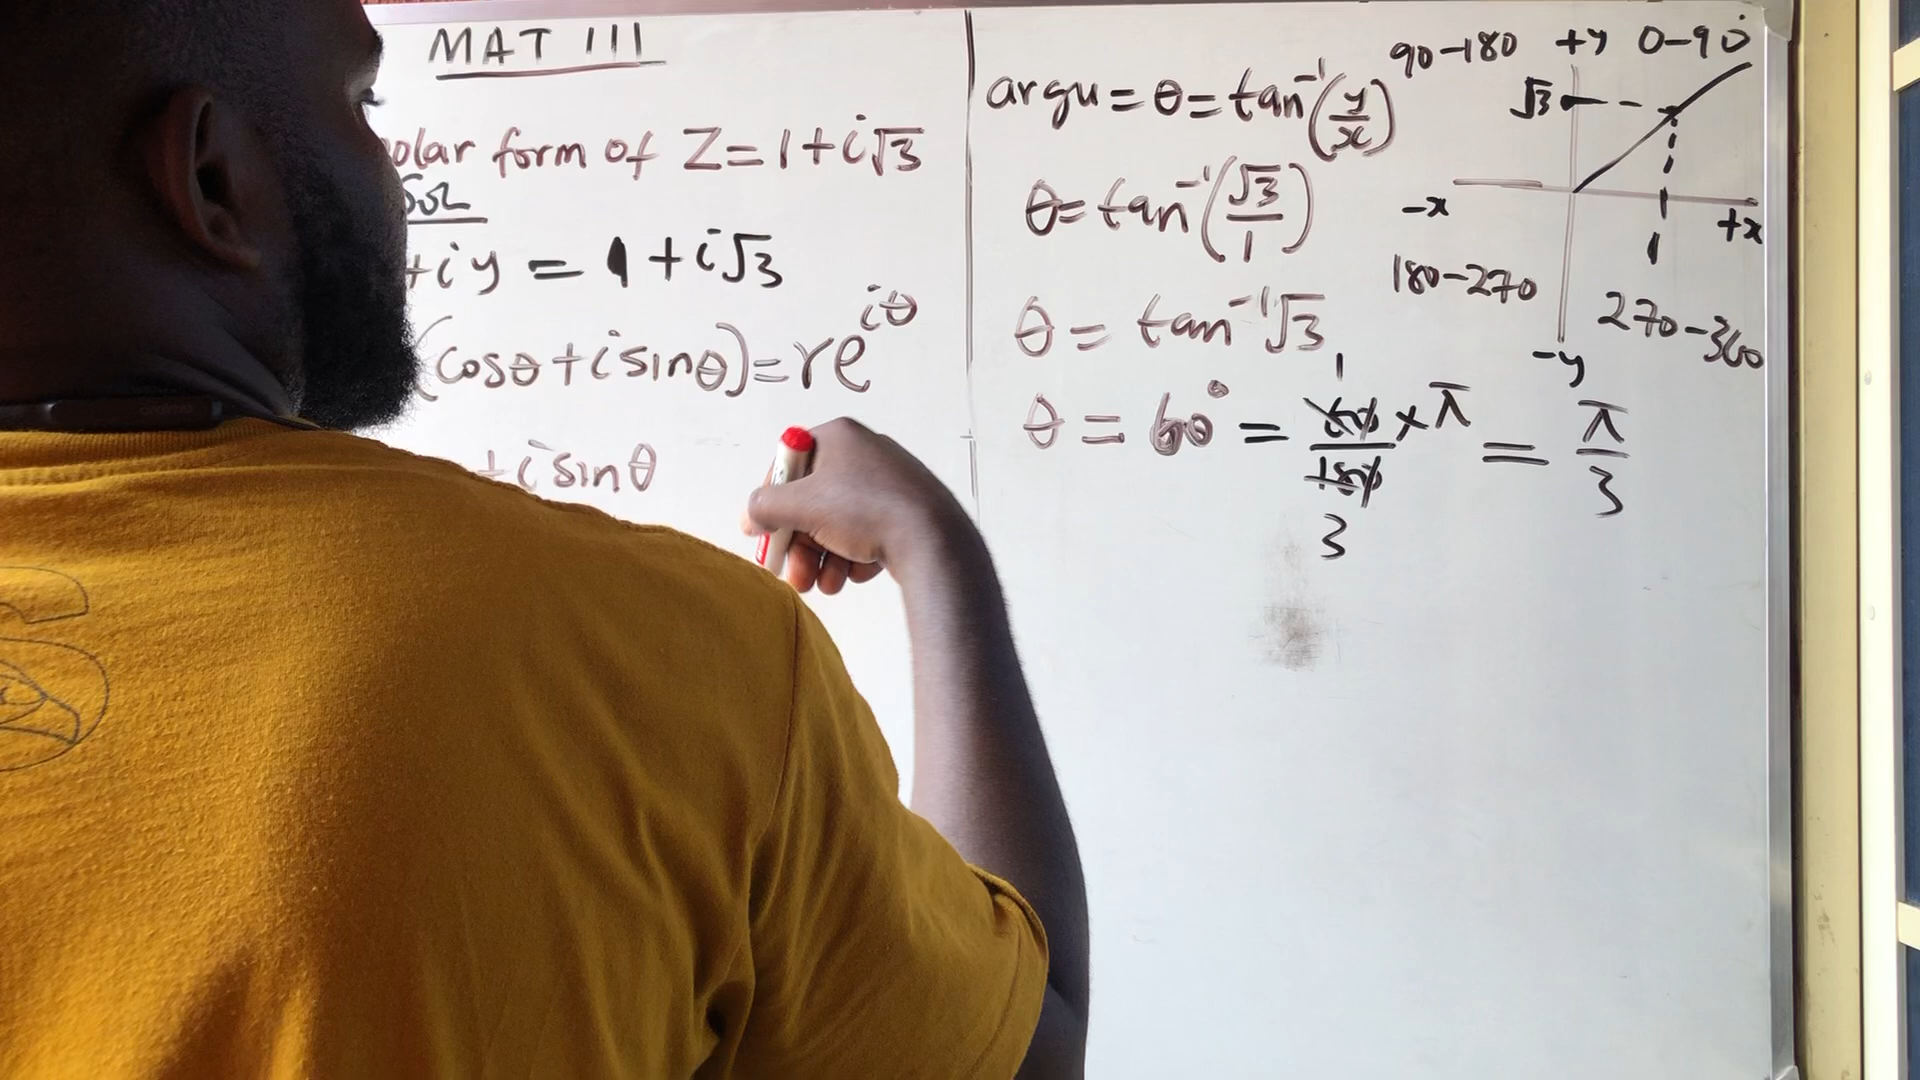 MAT 111
polar form of Z=1+i√3
Sol
+iy = 1+i√3
(cosθ+isinθ)=re^iθ
+isinθ
argu=θ=tan⁻¹(y/x)
θ=tan⁻¹(√3/1)
θ = tan⁻¹√3
θ = 60° = 60/180 × π = π/3
1
3
90-180 +y 0-90°
√3
-x +x
1
180-270 270-360
-y